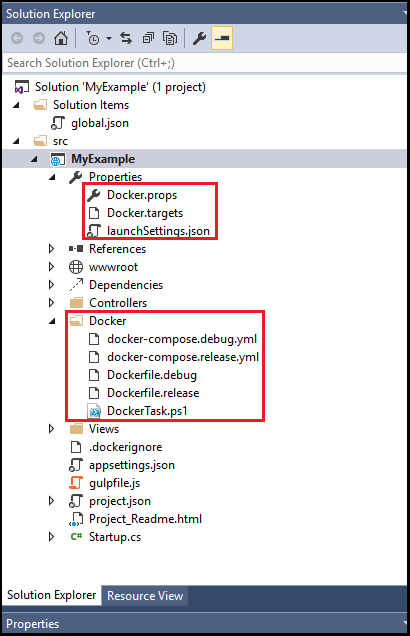 Solution Explorer
Search Solution Explorer (Ctrl+;)
Solution 'MyExample' (1 project)
Solution Items
global.json
src
MyExample
Properties
Docker.props
Docker.targets
launchSettings.json
References
wwwroot
Dependencies
Controllers
Docker
docker-compose.debug.yml
docker-compose.release.yml
Dockerfile.debug
Dockerfile.release
DockerTask.ps1
Views
.dockerignore
appsettings.json
gulpfile.js
project.json
Project_Readme.html
C# Startup.cs
Solution Explorer Resource View
Properties